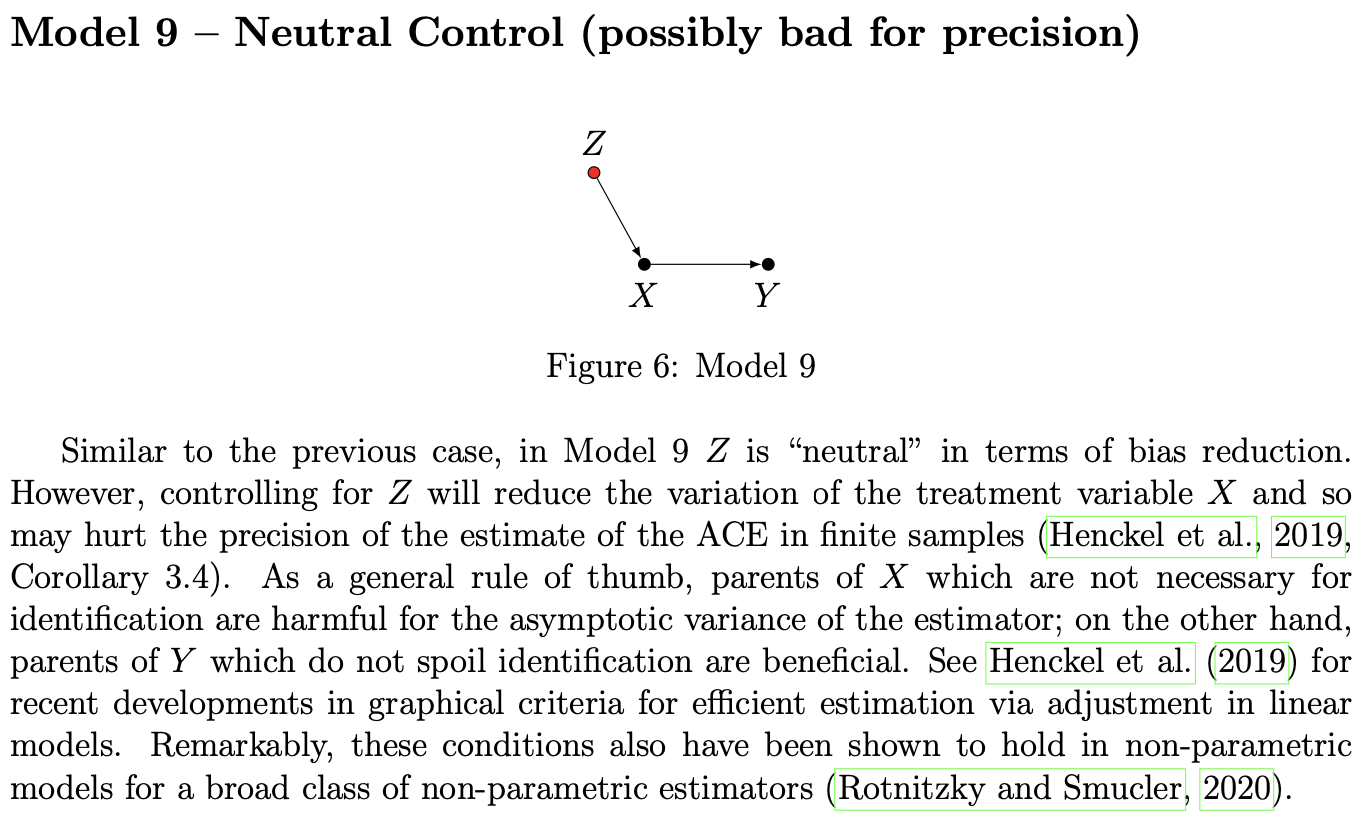 Model 9 – Neutral Control (possibly bad for precision)
Z
X
Y
Figure 6: Model 9
Similar to the previous case, in Model 9 Z is “neutral” in terms of bias reduction.
However, controlling for Z will reduce the variation of the treatment variable X and so
may hurt the precision of the estimate of the ACE in finite samples (Henckel et al., 2019,
Corollary 3.4). As a general rule of thumb, parents of X which are not necessary for
identification are harmful for the asymptotic variance of the estimator; on the other hand,
parents of Y which do not spoil identification are beneficial. See Henckel et al. (2019) for
recent developments in graphical criteria for efficient estimation via adjustment in linear
models. Remarkably, these conditions also have been shown to hold in non-parametric
models for a broad class of non-parametric estimators (Rotnitzky and Smucler, 2020).